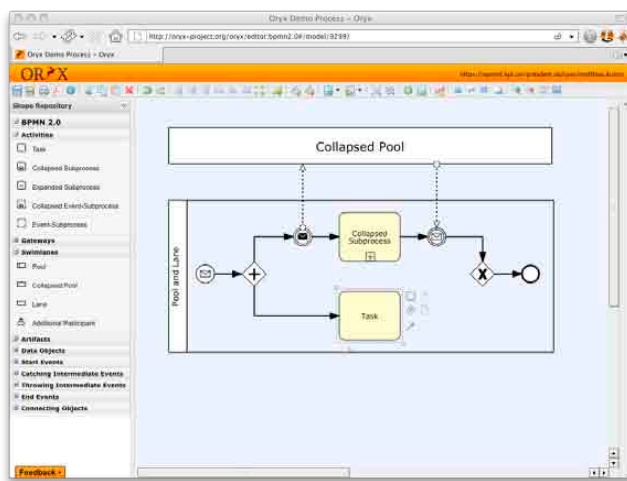 Oryx Demo Process – Oryx
http://oryx-project.org/oryx/editor;bpmn2.0#/model/9299/
Oryx Demo Process – Oryx
ORYX
Shape Repository
BPMN 2.0
Activities
Task
Collapsed Subprocess
Expanded Subprocess
Collapsed Event-Subprocess
Event-Subprocess
Gateways
Swimlanes
Pool
Collapsed Pool
Lane
Additional Participant
Artifacts
Data Objects
Start Events
Catching Intermediate Events
Throwing Intermediate Events
End Events
Connecting Objects
Feedback
Collapsed Pool
Pool and Lane
Collapsed
Subprocess
Task